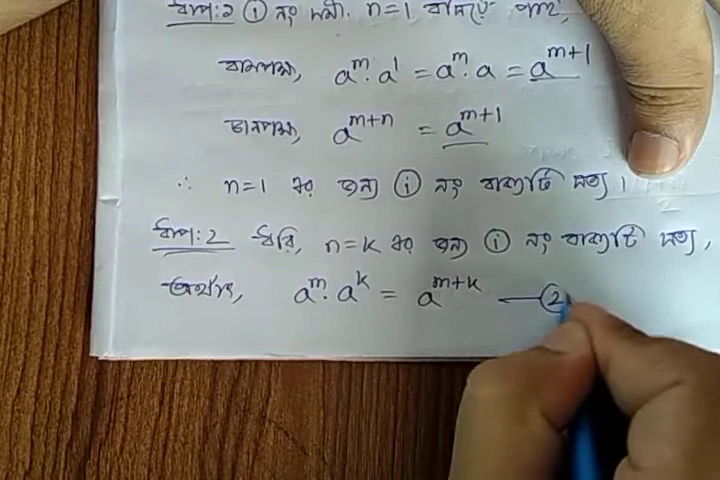 ধাপ:১ ⓘ নং সমী. n=1 বসিয়ে পাই,
বামপক্ষ, aᵐ. a¹ = aᵐ. a = aᵐ⁺¹
ডানপক্ষ, aᵐ⁺ⁿ = aᵐ⁺¹
∴ n=1 এর জন্য ⓘ নং বাক্যটি সত্য।
ধাপ:2 ধরি, n=k এর জন্য ⓘ নং বাক্যটি সত্য,
অর্থাৎ, aᵐ. aᵏ = aᵐ⁺ᵏ —②